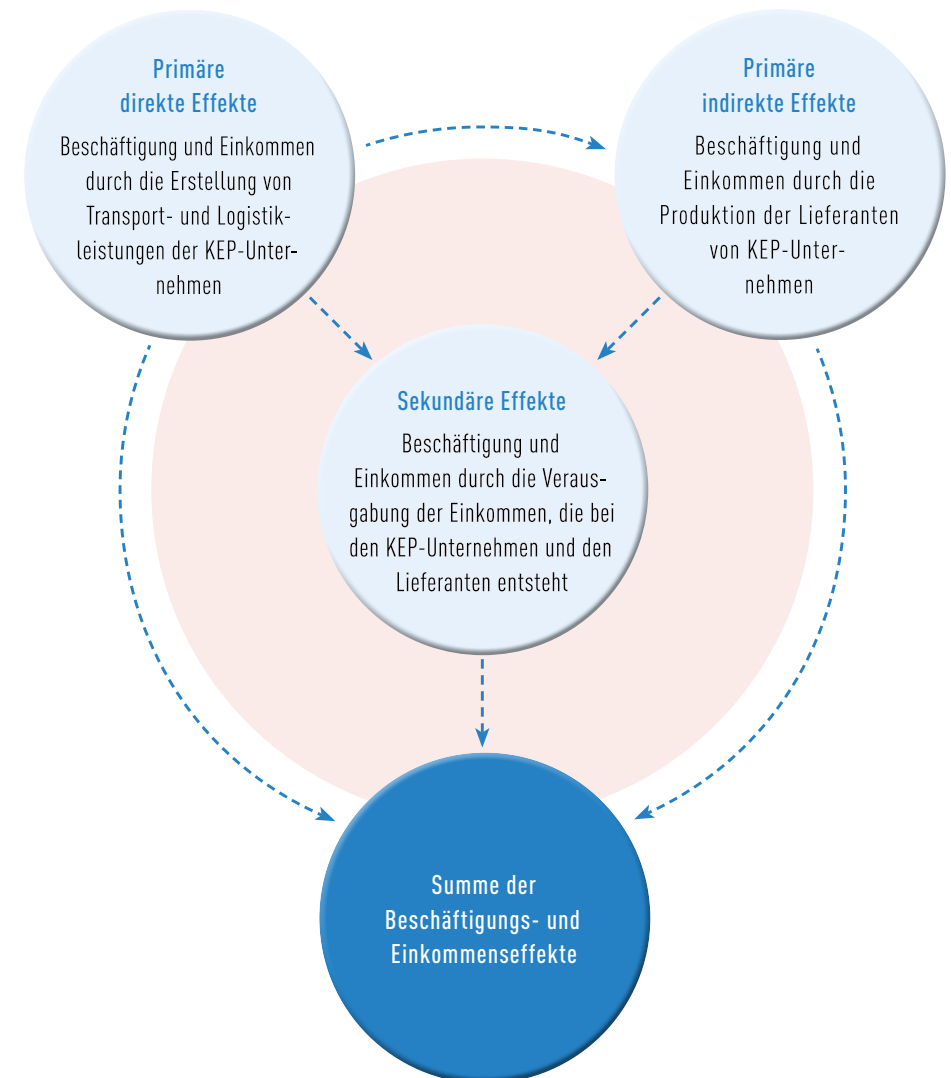 Primäre
direkte Effekte
Beschäftigung und Einkommen
durch die Erstellung von
Transport- und Logistik-
leistungen der KEP-Unter-
nehmen
Primäre
indirekte Effekte
Beschäftigung und
Einkommen durch die
Produktion der Lieferanten
von KEP-Unter-
nehmen
Sekundäre Effekte
Beschäftigung und
Einkommen durch die Veraus-
gabung der Einkommen, die bei
den KEP-Unternehmen und den
Lieferanten entsteht
Summe der
Beschäftigungs- und
Einkommenseffekte